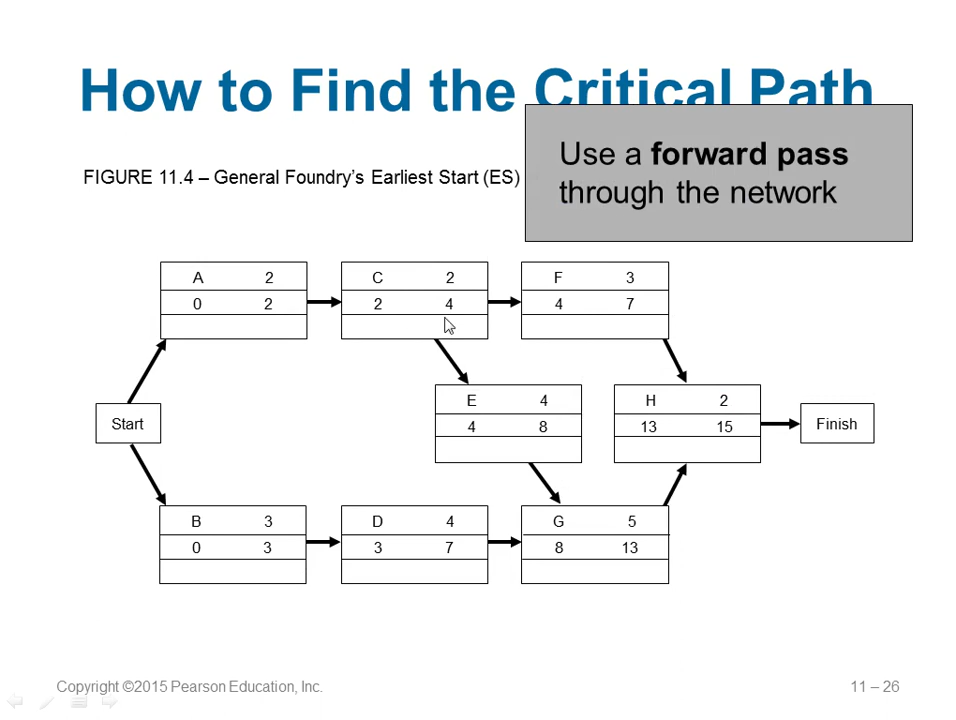 How to Find the Critical Path
Use a forward pass
through the network
FIGURE 11.4 – General Foundry’s Earliest Start (ES)
A 2
0 2
C 2
2 4
F 3
4 7
Start
E 4
4 8
H 2
13 15
Finish
B 3
0 3
D 4
3 7
G 5
8 13
Copyright ©2015 Pearson Education, Inc.
11 – 26